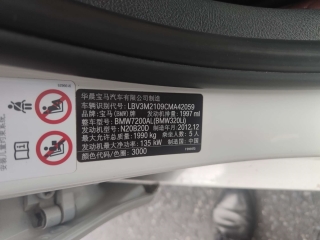 华晨宝马汽车有限公司制造
车辆识别代号: LBV3M2109CMA42059
品牌: 宝马(BMW)牌 发动机排量: 1997 ml
整车型号: BMW7200AL(BMW320Li)
发动机型号: N20B20D 制造年月: 2012.12
最大允许总质量: 1990 kg 乘坐人数: 5 人
发动机最大净功率: 135 kW 制造国: 中国
颜色代码/色圈: 3000